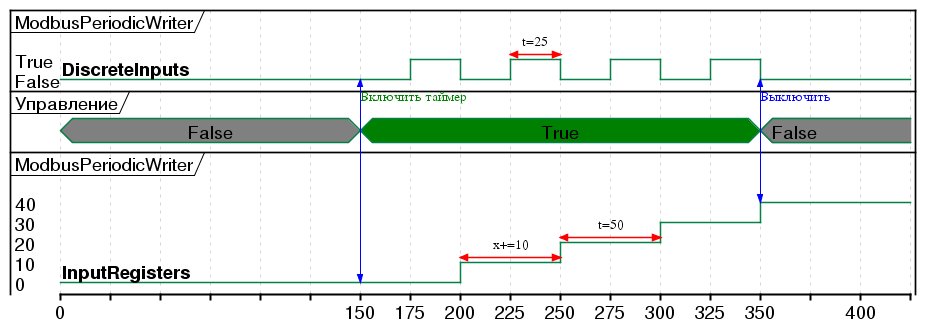 ModbusPeriodicWriter
t=25
True
False
DiscreteInputs
Управление
Включить таймер
Выключить
False
True
False
ModbusPeriodicWriter
40
30
20
10
0
x+=10
t=50
InputRegisters
0 150 175 200 225 250 275 300 325 350 400